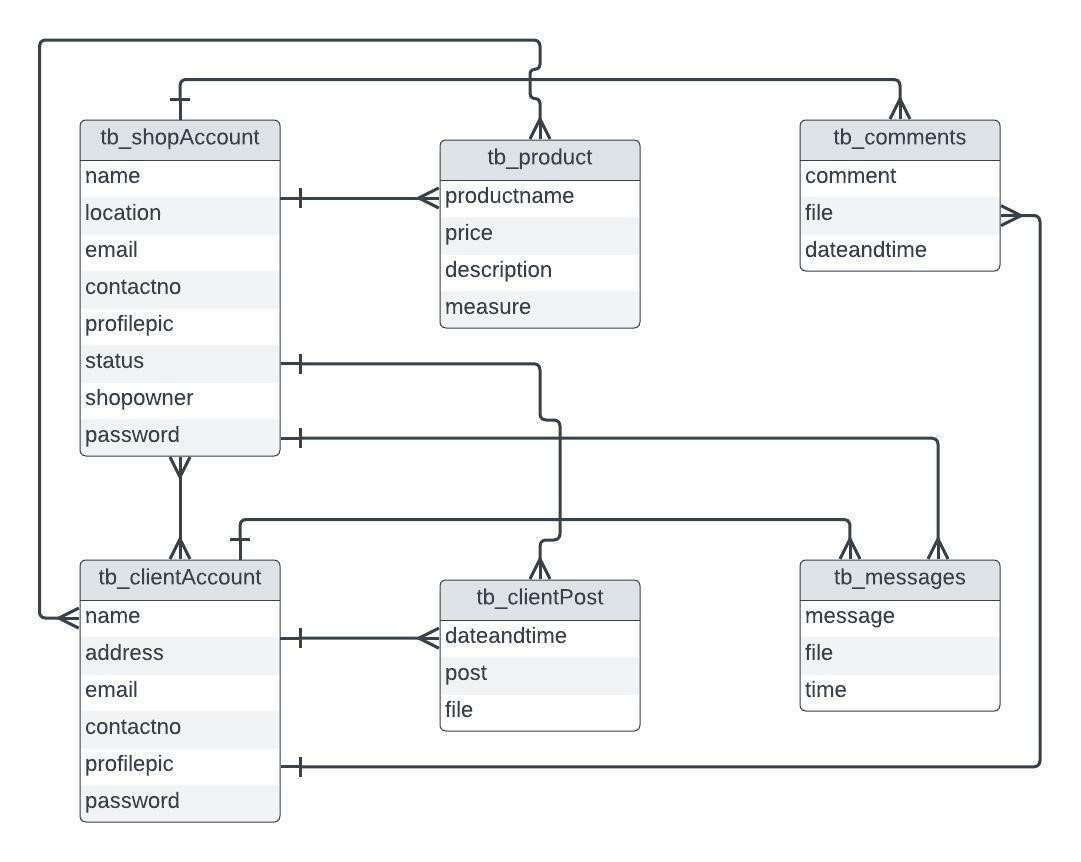 tb_shopAccount
name
location
email
contactno
profilepic
status
shopowner
password
tb_product
productname
price
description
measure
tb_comments
comment
file
dateandtime
tb_clientAccount
name
address
email
contactno
profilepic
password
tb_clientPost
dateandtime
post
file
tb_messages
message
file
time